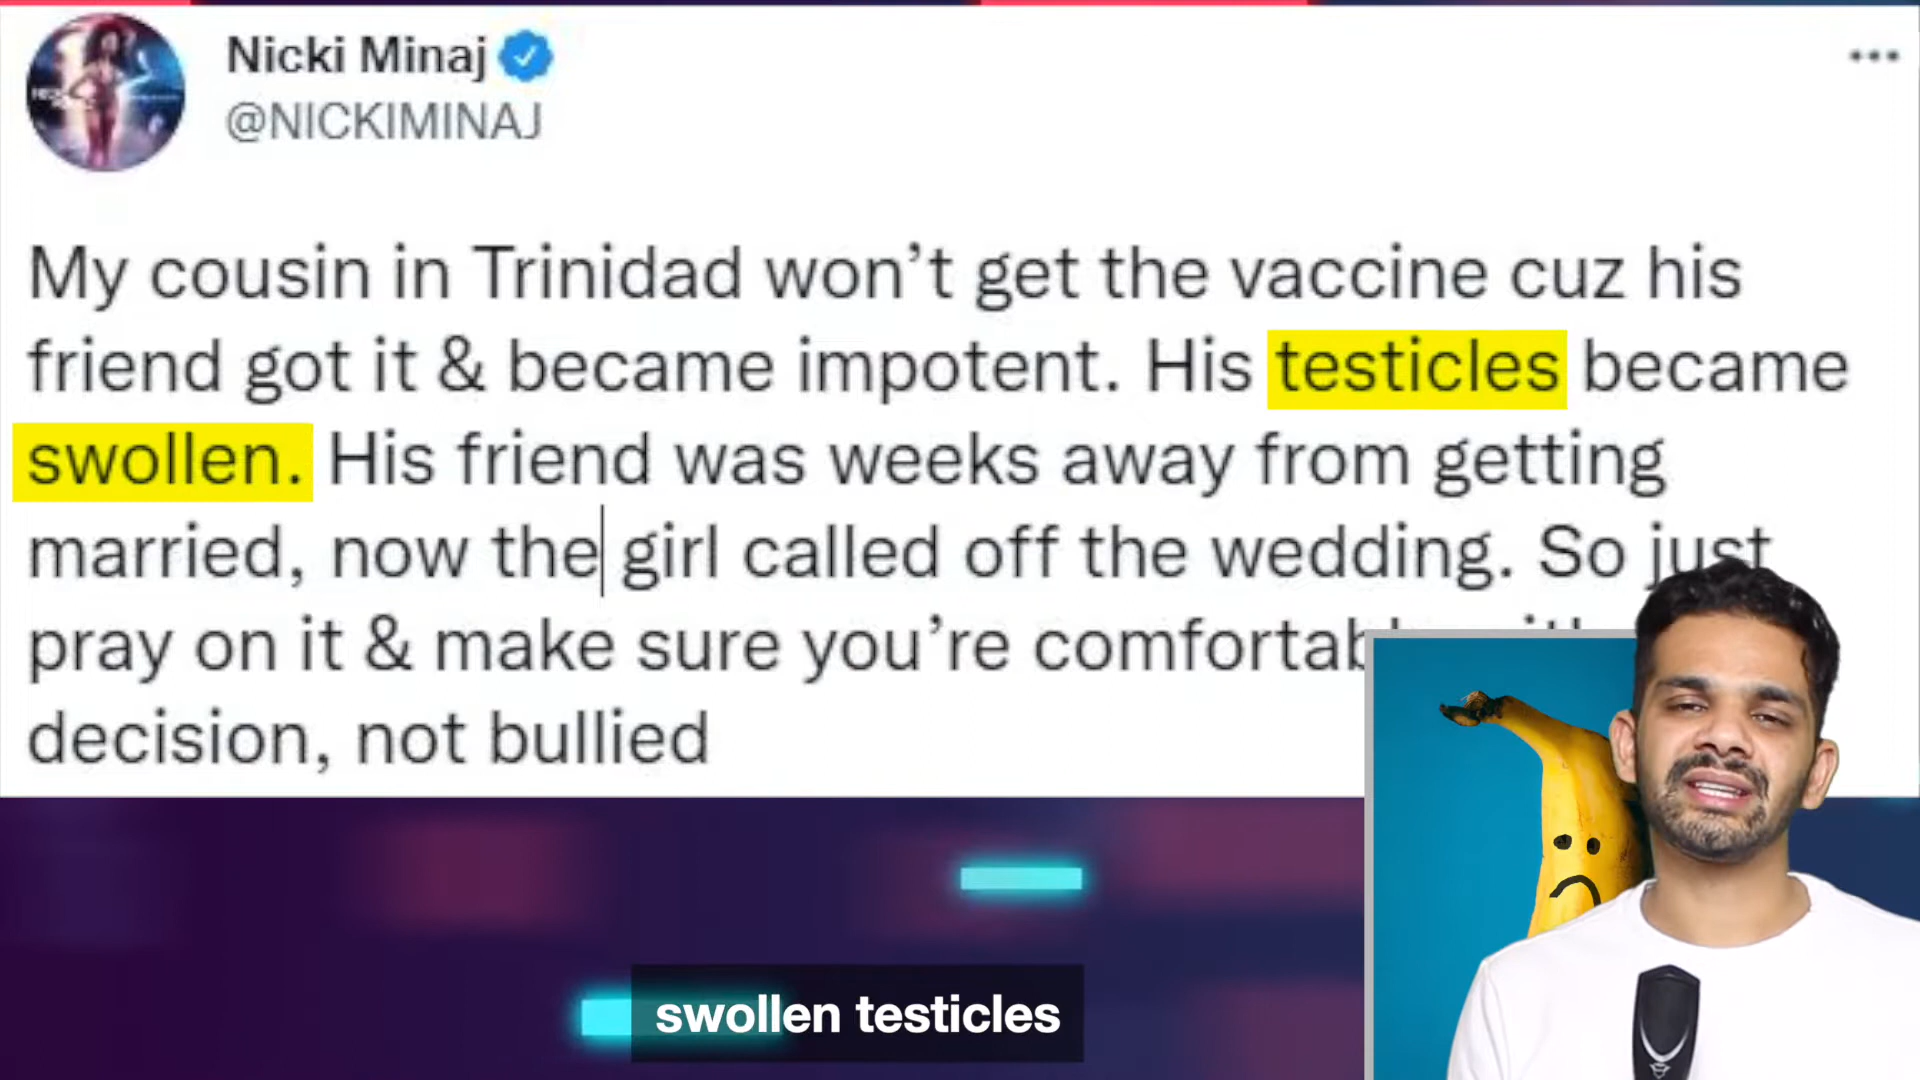 Nicki Minaj
@NICKIMINAJ
My cousin in Trinidad won’t get the vaccine cuz his
friend got it & became impotent. His testicles became
swollen. His friend was weeks away from getting
married, now the girl called off the wedding. So just
pray on it & make sure you’re
decision, not bullied
swollen testicles